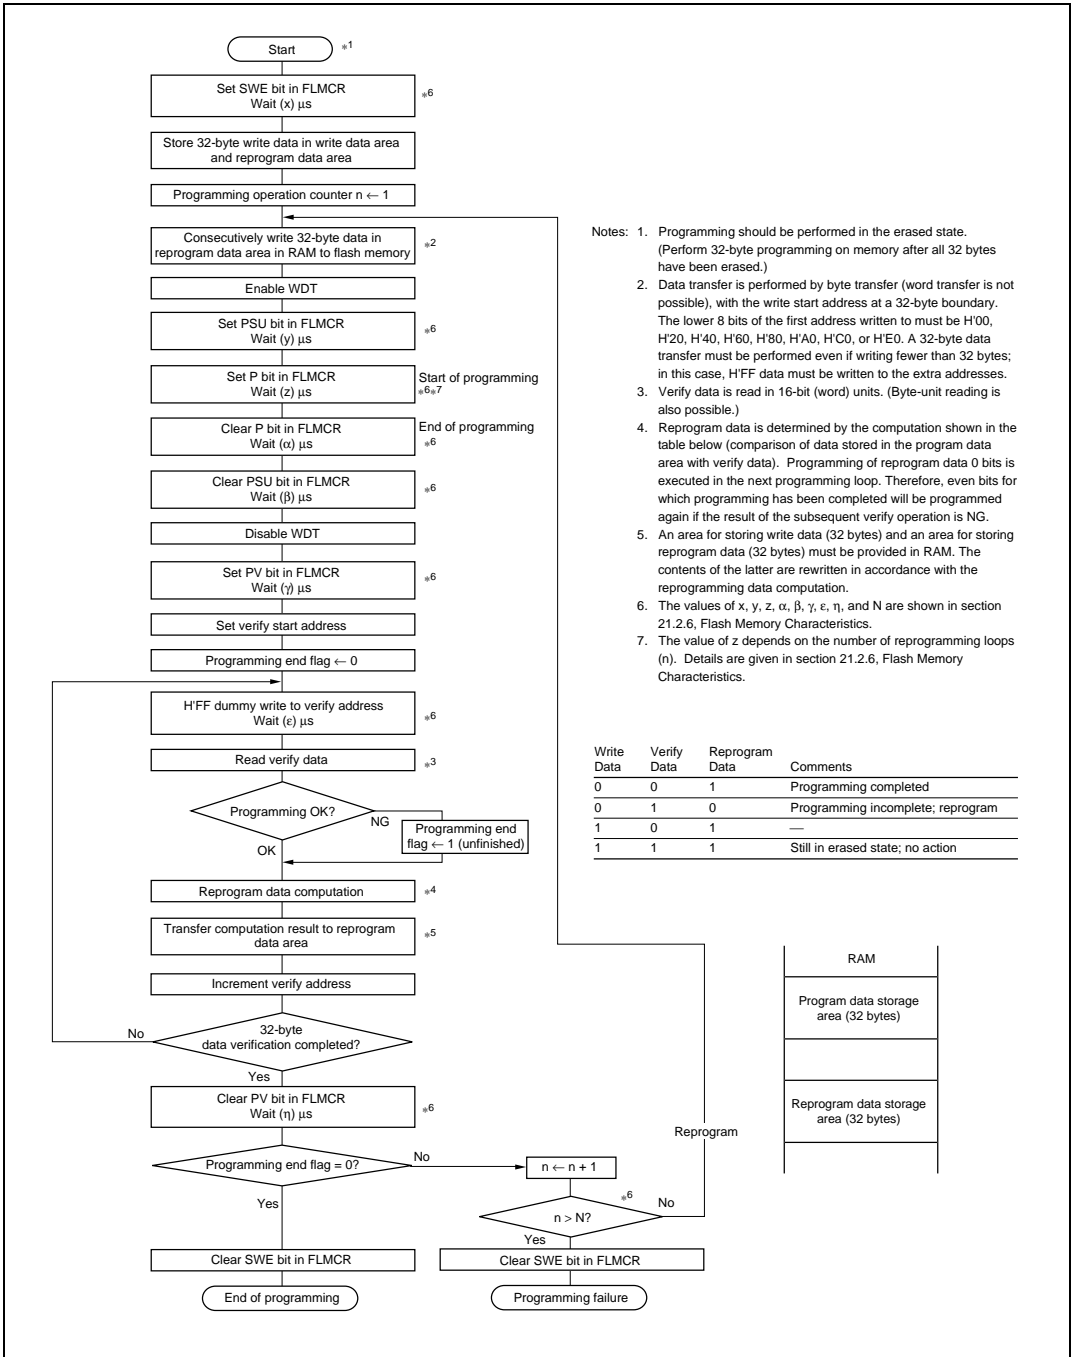 Start *1
Set SWE bit in FLMCR
Wait (x) μs *6
Store 32-byte write data in write data area
and reprogram data area
Programming operation counter n ← 1
Consecutively write 32-byte data in
reprogram data area in RAM to flash memory *2
Enable WDT
Set PSU bit in FLMCR
Wait (y) μs *6
Set P bit in FLMCR
Wait (z) μs
Start of programming
*6*7
Clear P bit in FLMCR
Wait (α) μs
End of programming
*6
Clear PSU bit in FLMCR
Wait (β) μs *6
Disable WDT
Set PV bit in FLMCR
Wait (γ) μs *6
Set verify start address
Programming end flag ← 0
H'FF dummy write to verify address
Wait (ε) μs *6
Read verify data *3
Programming OK?
NG
Programming end
flag ← 1 (unfinished)
OK
Reprogram data computation *4
Transfer computation result to reprogram
data area *5
Increment verify address
32-byte
data verification completed?
No
Yes
Clear PV bit in FLMCR
Wait (η) μs *6
Programming end flag = 0?
No
Yes
n ← n + 1
n > N? *6
No
Reprogram
Yes
Clear SWE bit in FLMCR
End of programming
Clear SWE bit in FLMCR
Programming failure
Notes: 1. Programming should be performed in the erased state.
(Perform 32-byte programming on memory after all 32 bytes
have been erased.)
2. Data transfer is performed by byte transfer (word transfer is not
possible), with the write start address at a 32-byte boundary.
The lower 8 bits of the first address written to must be H'00,
H'20, H'40, H'60, H'80, H'A0, H'C0, or H'E0. A 32-byte data
transfer must be performed even if writing fewer than 32 bytes;
in this case, H'FF data must be written to the extra addresses.
3. Verify data is read in 16-bit (word) units. (Byte-unit reading is
also possible.)
4. Reprogram data is determined by the computation shown in the
table below (comparison of data stored in the program data
area with verify data). Programming of reprogram data 0 bits is
executed in the next programming loop. Therefore, even bits for
which programming has been completed will be programmed
again if the result of the subsequent verify operation is NG.
5. An area for storing write data (32 bytes) and an area for storing
reprogram data (32 bytes) must be provided in RAM. The
contents of the latter are rewritten in accordance with the
reprogramming data computation.
6. The values of x, y, z, α, β, γ, ε, η, and N are shown in section
21.2.6, Flash Memory Characteristics.
7. The value of z depends on the number of reprogramming loops
(n). Details are given in section 21.2.6, Flash Memory
Characteristics.
Write Verify Reprogram
Data Data Data Comments
0 0 1 Programming completed
0 1 0 Programming incomplete; reprogram
1 0 1 —
1 1 1 Still in erased state; no action
RAM
Program data storage
area (32 bytes)
Reprogram data storage
area (32 bytes)